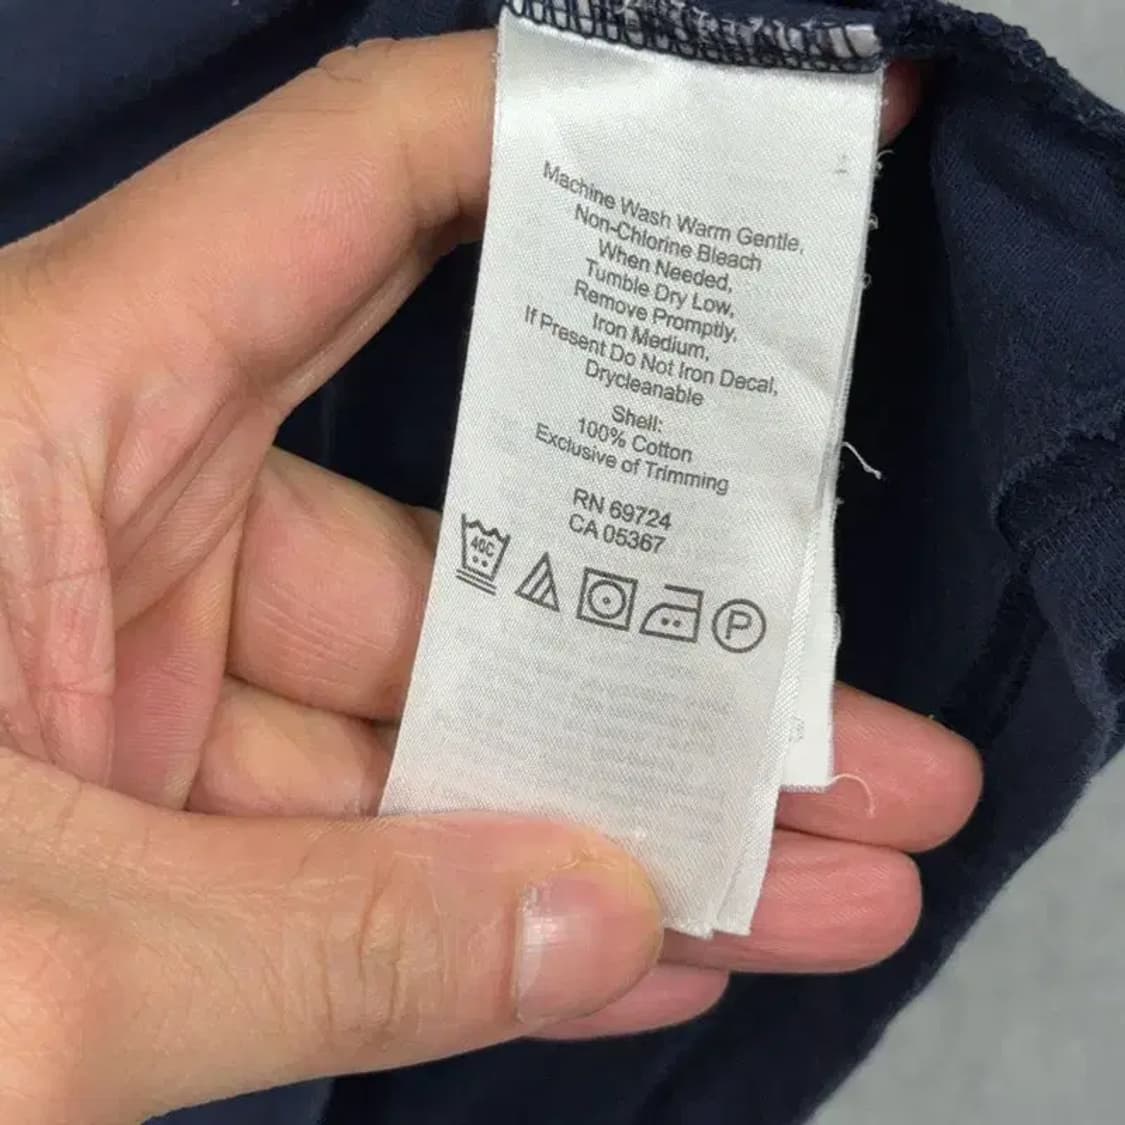 Machine Wash Warm Gentle,
Non-Chlorine Bleach
When Needed,
Tumble Dry Low,
Remove Promptly.
Iron Medium,
If Present Do Not Iron Decal,
Drycleanable
Shell:
100% Cotton
Exclusive of Trimming
RN 69724
CA 05367
40C
P